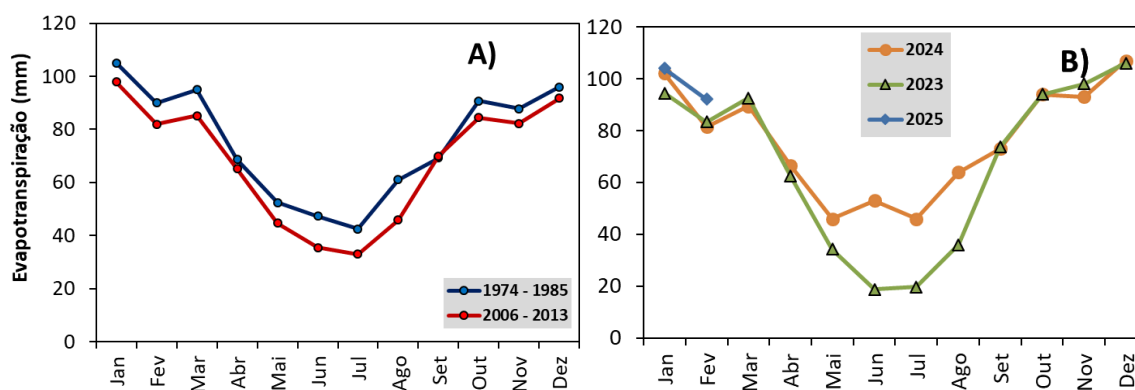 Evapotranspiração (mm)
120
100
80
60
40
20
0
A)
1974 - 1985
2006 - 2013
Jan
Fev
Mar
Abr
Mai
Jun
Jul
Ago
Set
Out
Nov
Dez
120
100
80
60
40
20
0
B)
2024
2023
2025
Jan
Fev
Mar
Abr
Mai
Jun
Jul
Ago
Set
Out
Nov
Dez